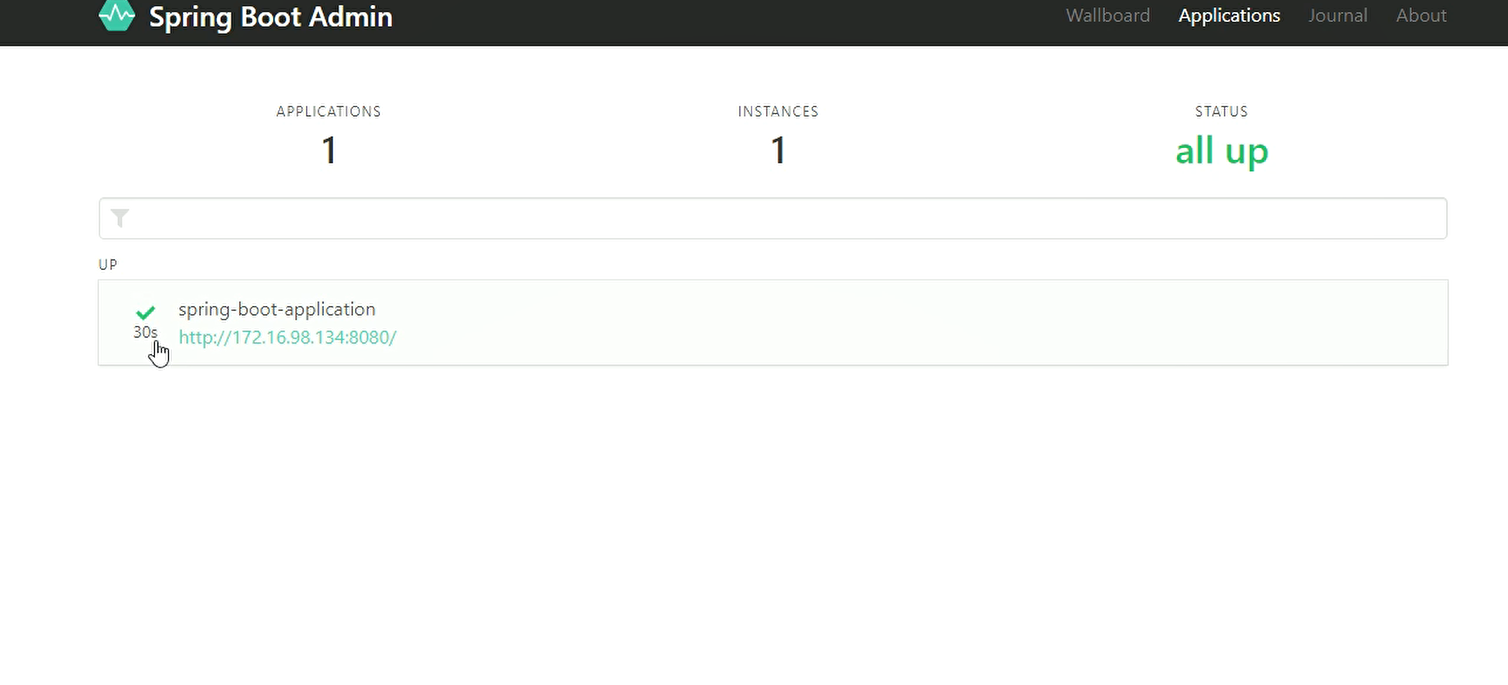 Spring Boot Admin
Wallboard Applications Journal About
APPLICATIONS INSTANCES STATUS
1 1 all up
UP
spring-boot-application
30s
http://172.16.98.134:8080/